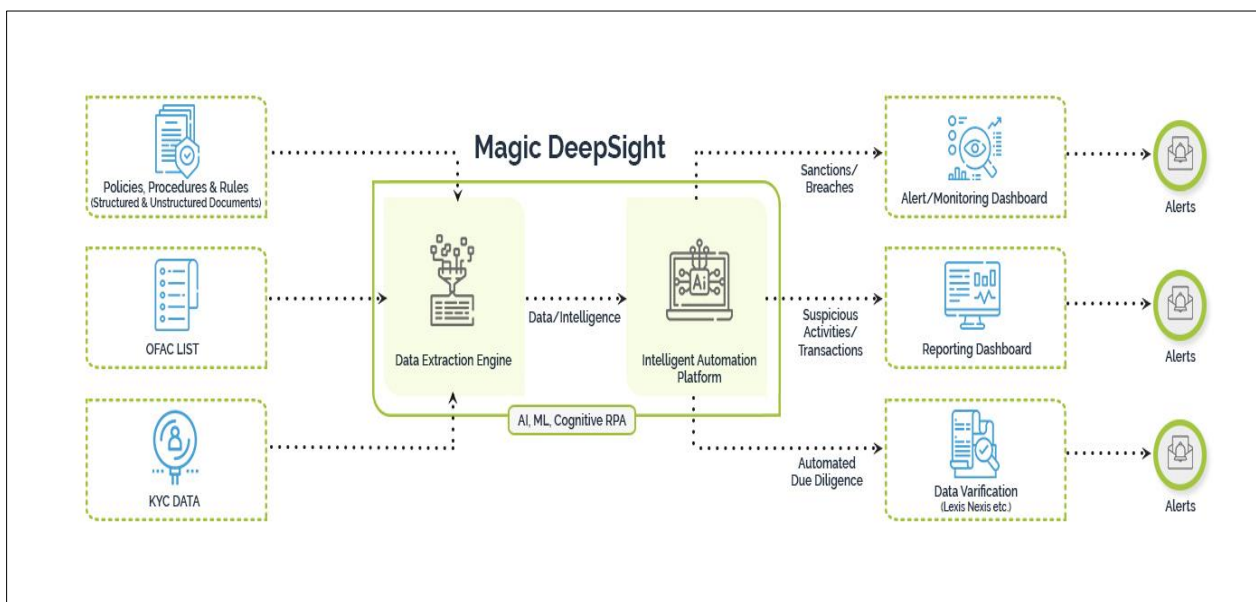 Magic DeepSight
Policies, Procedures & Rules
(Structured & Unstructured Documents)
OFAC LIST
KYC DATA
Data Extraction Engine
Data/Intelligence
Ai
Intelligent Automation
Platform
AI, ML, Cognitive RPA
Sanctions/
Breaches
Suspicious
Activities/
Transactions
Automated
Due Diligence
Alert/Monitoring Dashboard
Reporting Dashboard
Data Varification
(Lexis Nexis etc.)
Alerts
Alerts
Alerts